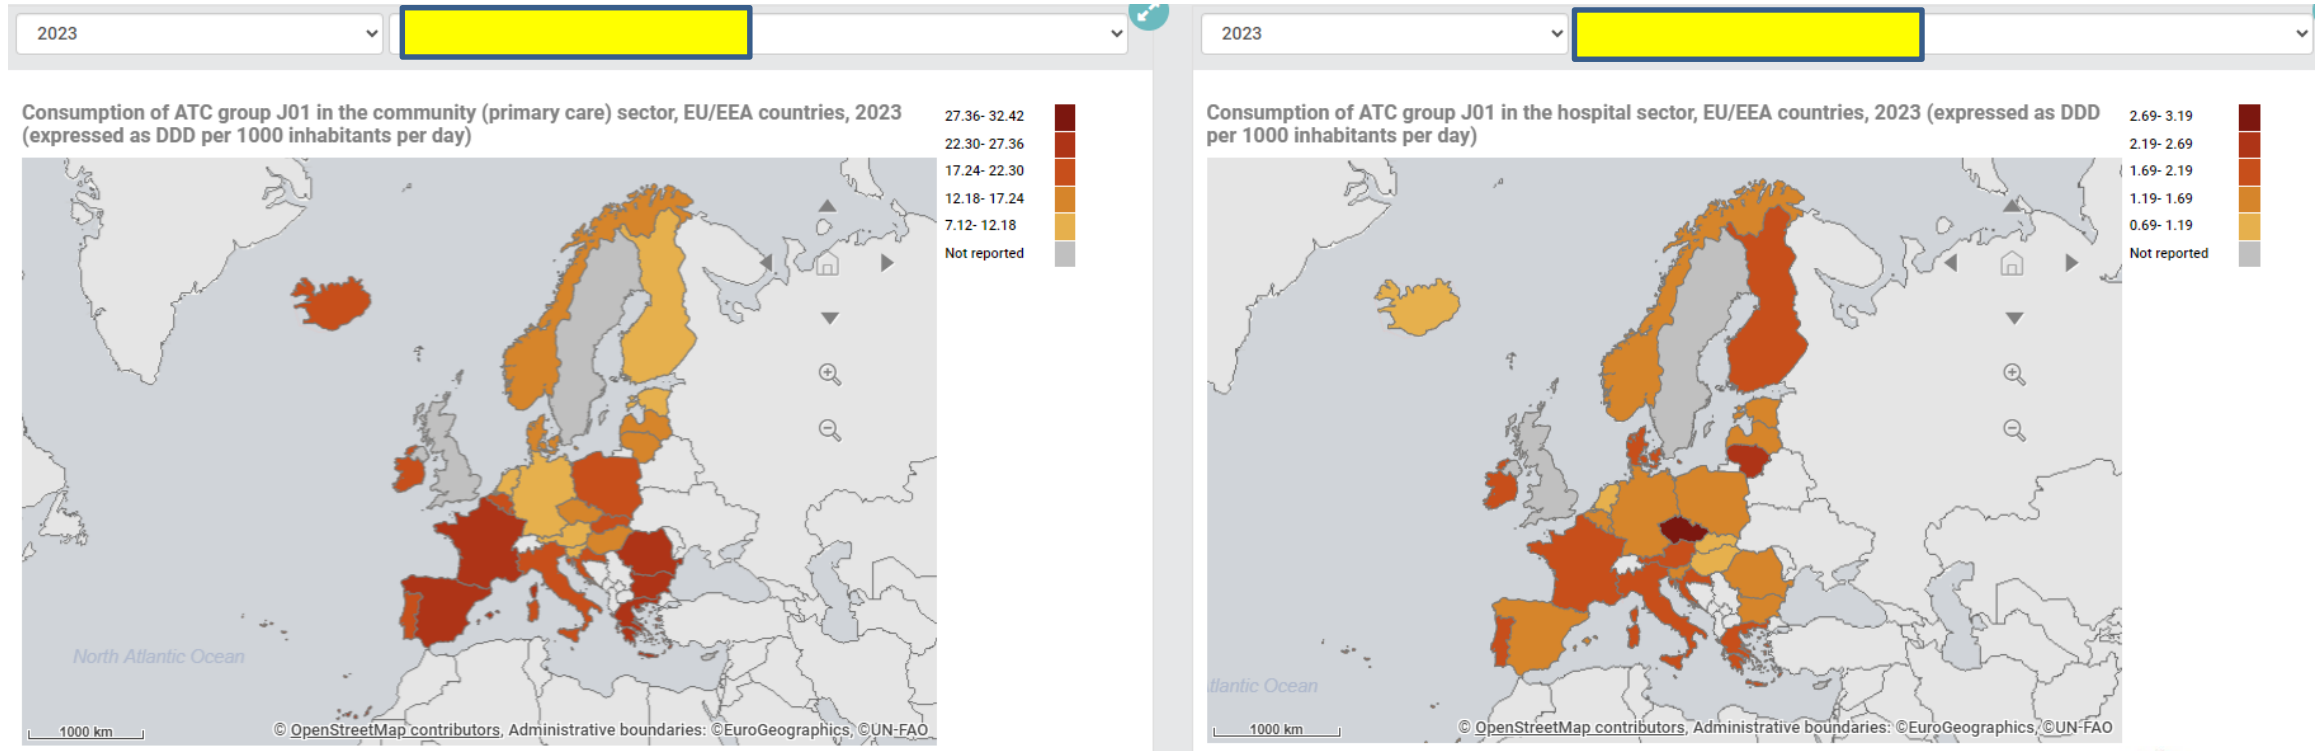 2023
2023
Consumption of ATC group J01 in the community (primary care) sector, EU/EEA countries, 2023
(expressed as DDD per 1000 inhabitants per day)
27.36- 32.42
22.30- 27.36
17.24- 22.30
12.18- 17.24
7.12- 12.18
Not reported
North Atlantic Ocean
1000 km
© OpenStreetMap contributors, Administrative boundaries: ©EuroGeographics, ©UN-FAO
Consumption of ATC group J01 in the hospital sector, EU/EEA countries, 2023 (expressed as DDD
per 1000 inhabitants per day)
2.69- 3.19
2.19- 2.69
1.69- 2.19
1.19- 1.69
0.69- 1.19
Not reported
tlantic Ocean
1000 km
© OpenStreetMap contributors, Administrative boundaries: ©EuroGeographics, ©UN-FAO